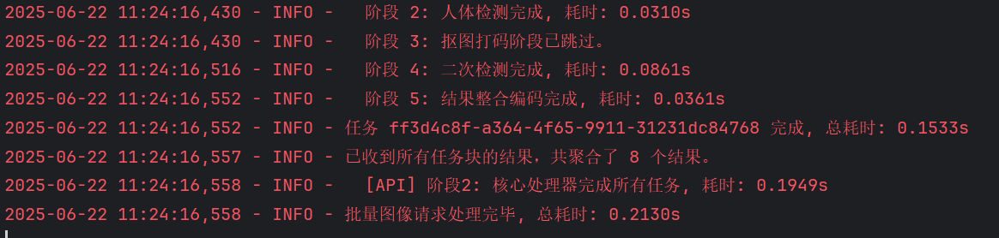 2025-06-22 11:24:16,430 - INFO -   阶段 2: 人体检测完成, 耗时: 0.0310s
2025-06-22 11:24:16,430 - INFO -   阶段 3: 抠图打码阶段已跳过。
2025-06-22 11:24:16,516 - INFO -   阶段 4: 二次检测完成, 耗时: 0.0861s
2025-06-22 11:24:16,552 - INFO -   阶段 5: 结果整合编码完成, 耗时: 0.0361s
2025-06-22 11:24:16,552 - INFO - 任务 ff3d4c8f-a364-4f65-9911-31231dc84768 完成, 总耗时: 0.1533s
2025-06-22 11:24:16,557 - INFO - 已收到所有任务块的结果，共聚合了 8 个结果。
2025-06-22 11:24:16,558 - INFO -   [API] 阶段2: 核心处理器完成所有任务, 耗时: 0.1949s
2025-06-22 11:24:16,558 - INFO - 批量图像请求处理完毕, 总耗时: 0.2130s